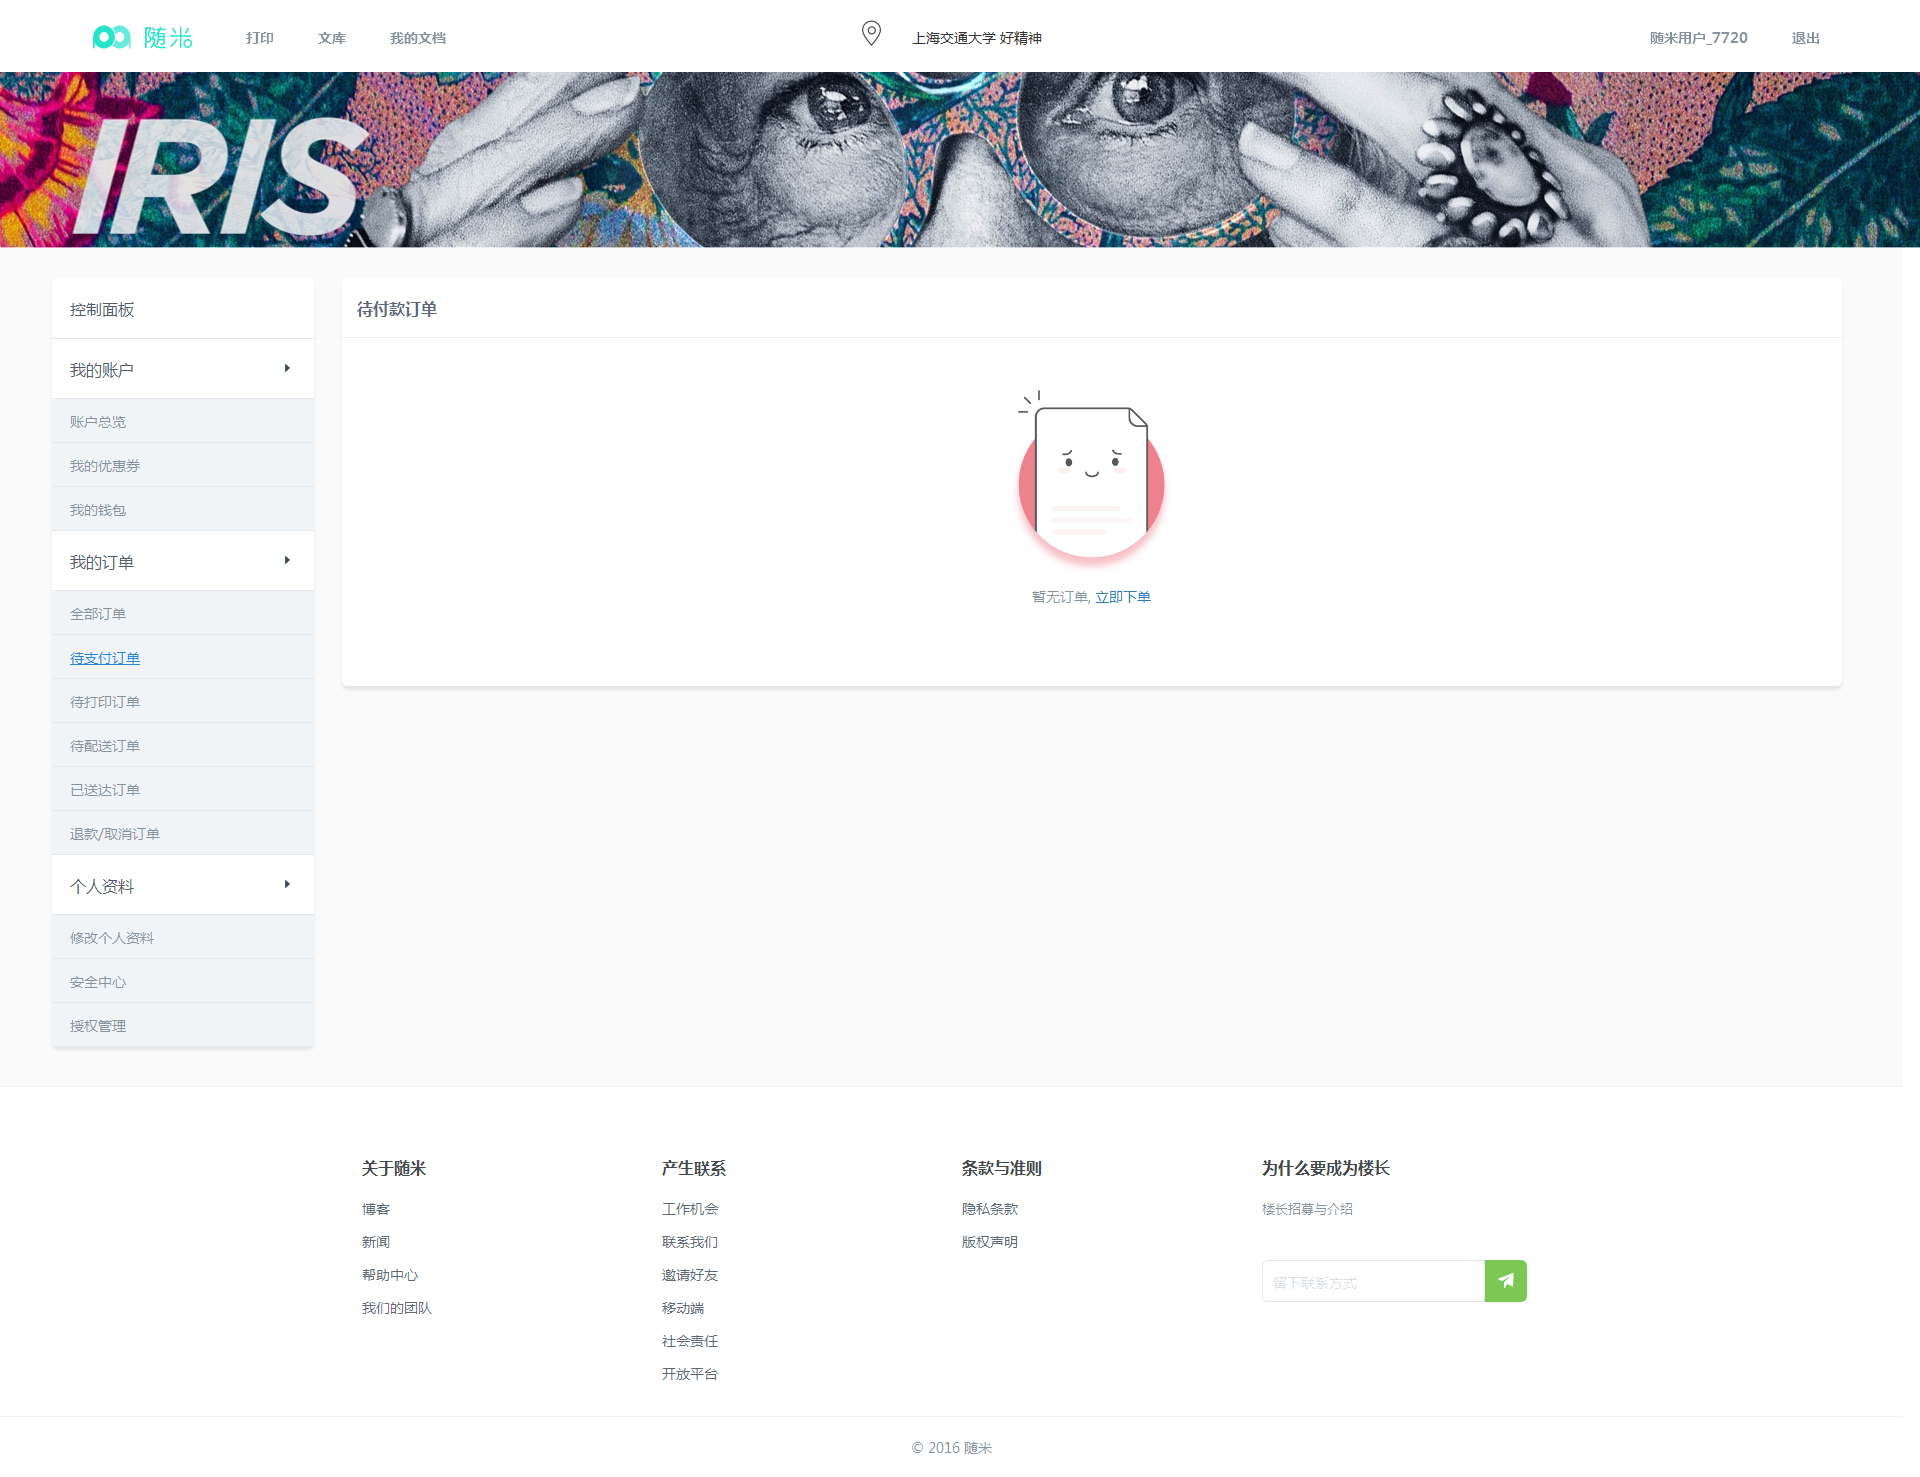 随米
打印
文库
我的文档
上海交通大学 好精神
随米用户_7720
退出
IRIS
控制面板
我的账户
账户总览
我的优惠券
我的钱包
我的订单
全部订单
待支付订单
待打印订单
待配送订单
已送达订单
退款/取消订单
个人资料
修改个人资料
安全中心
授权管理
待付款订单
暂无订单, 立即下单
关于随米
博客
新闻
帮助中心
我们的团队
产生联系
工作机会
联系我们
邀请好友
移动端
社会责任
开放平台
条款与准则
隐私条款
版权声明
为什么要成为楼长
楼长招募与介绍
留下联系方式
© 2016 随米